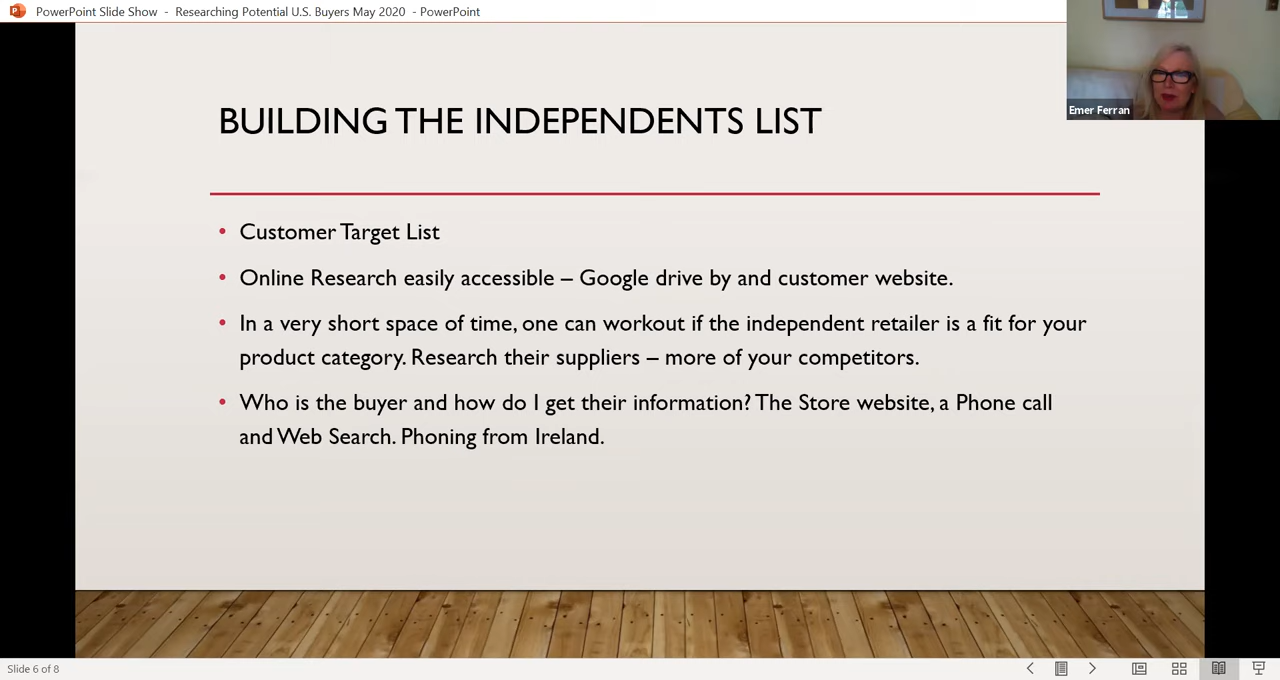 PowerPoint Slide Show - Researching Potential U.S. Buyers May 2020 - PowerPoint
Emer Ferran
BUILDING THE INDEPENDENTS LIST
• Customer Target List
• Online Research easily accessible – Google drive by and customer website.
• In a very short space of time, one can workout if the independent retailer is a fit for your
product category. Research their suppliers – more of your competitors.
• Who is the buyer and how do I get their information? The Store website, a Phone call
and Web Search. Phoning from Ireland.
Slide 6 of 8